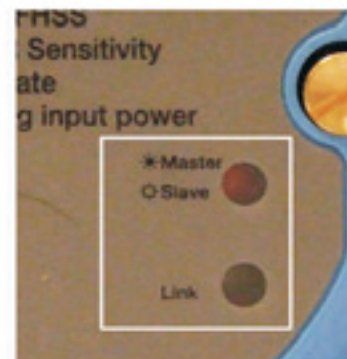 FHSS
Sensitivity
ate
g input power
Master
Slave
Link